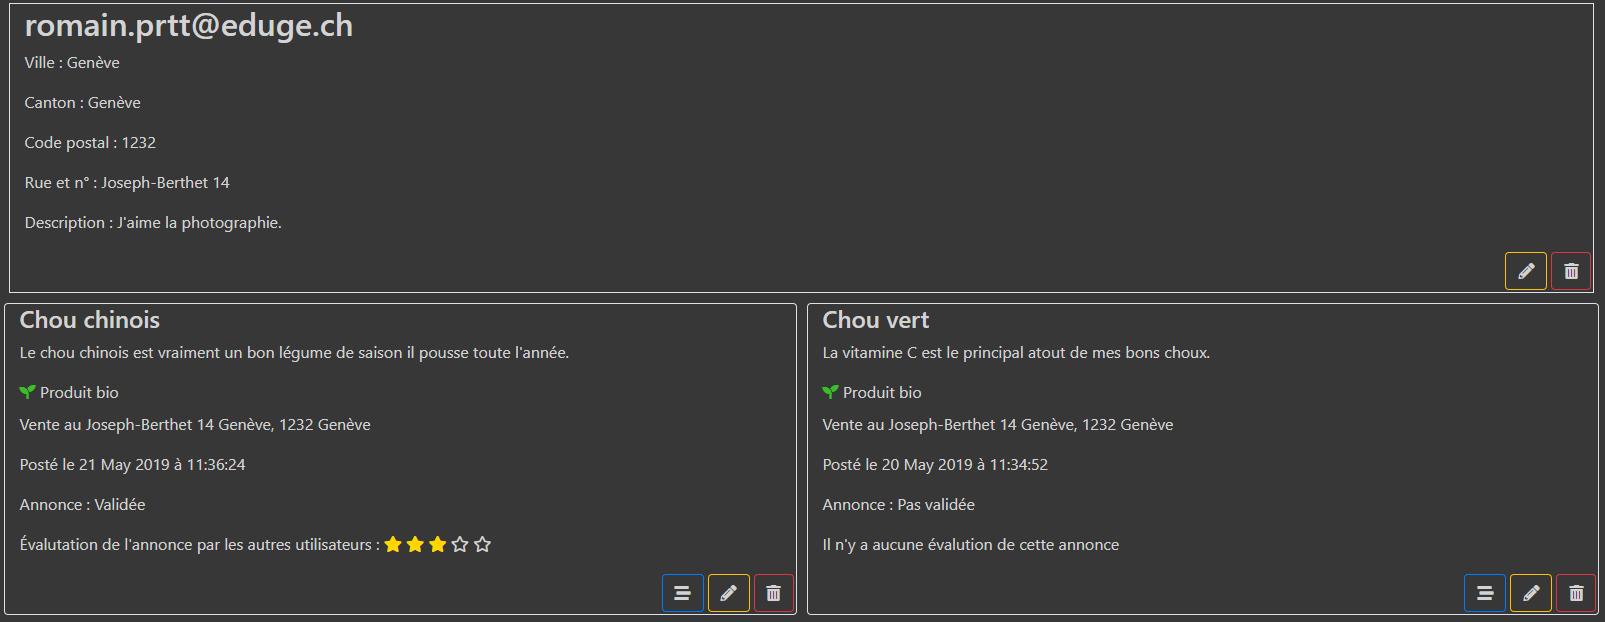 romain.prtt@eduge.ch
Ville : Genève
Canton : Genève
Code postal : 1232
Rue et n° : Joseph-Berthet 14
Description : J'aime la photographie.
Chou chinois
Le chou chinois est vraiment un bon légume de saison il pousse toute l'année.
Produit bio
Vente au Joseph-Berthet 14 Genève, 1232 Genève
Posté le 21 May 2019 à 11:36:24
Annonce : Validée
Évalutation de l'annonce par les autres utilisateurs :
Chou vert
La vitamine C est le principal atout de mes bons choux.
Produit bio
Vente au Joseph-Berthet 14 Genève, 1232 Genève
Posté le 20 May 2019 à 11:34:52
Annonce : Pas validée
Il n'y a aucune évalution de cette annonce